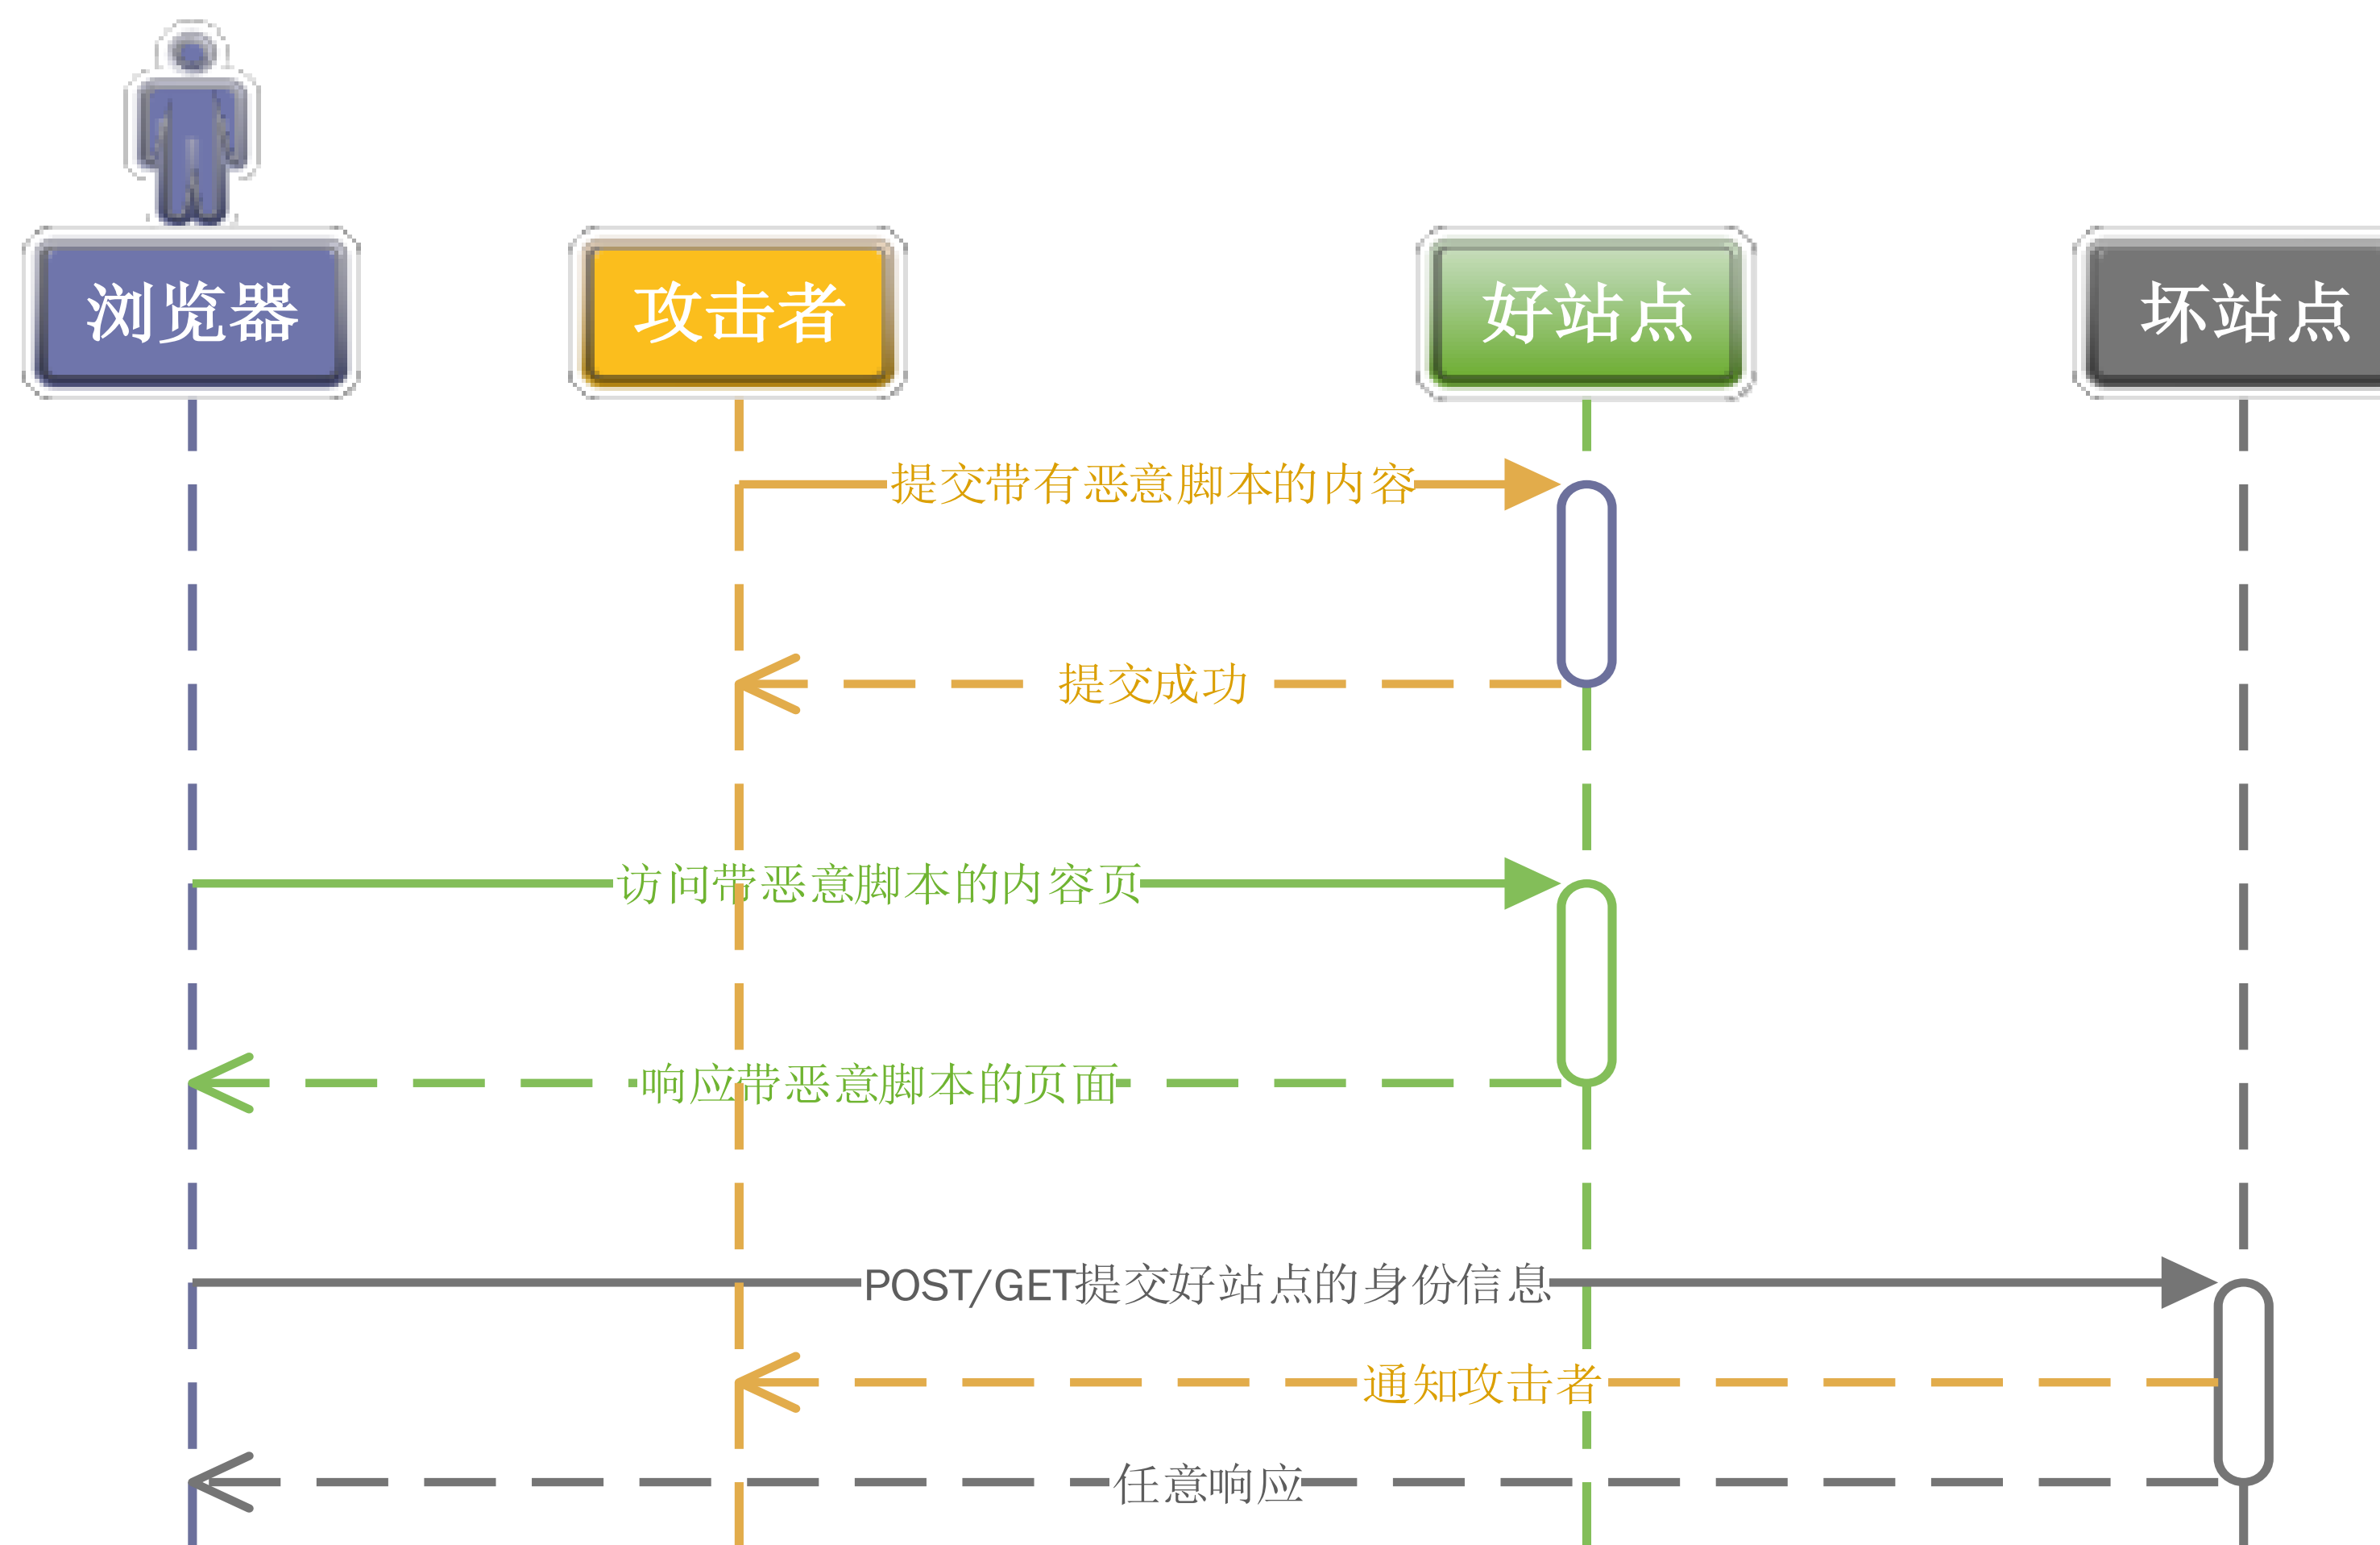 浏览器
攻击者
好站点
坏站点
提交带有恶意脚本的内容
提交成功
访问带恶意脚本的内容页
响应带恶意脚本的页面
POST/GET提交好站点的身份信息
通知攻击者
任意响应